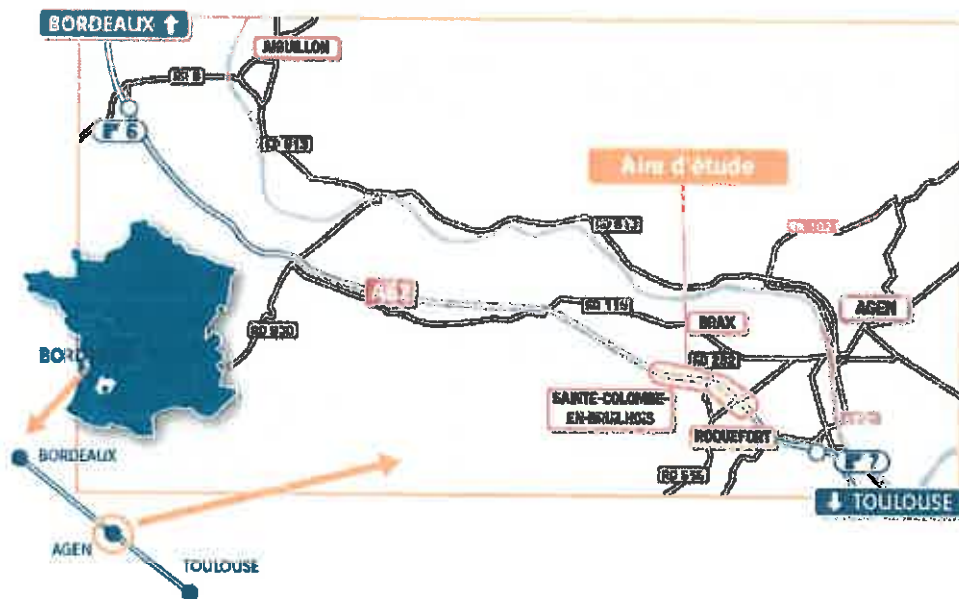 BORDEAUX
AIGUILLON
RD 8
6
RD 813
Aire d'étude
RD 813
A62
RD 119
BRAX
AGEN
RD 930
RD 292
SAINTE-COLOMBE-
EN-BRUILHOIS
ROQUEFORT
RD 656
7
TOULOUSE
BORDEAUX
AGEN
TOULOUSE